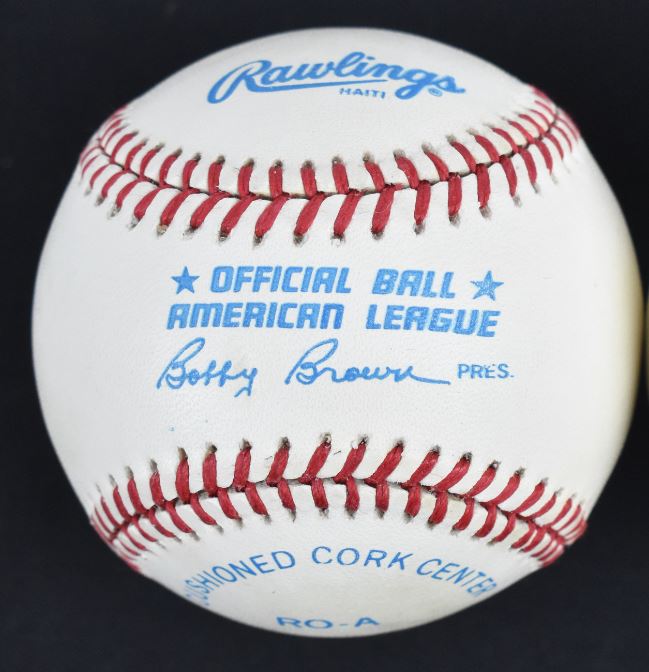 Rawlings®
HAITI
★ OFFICIAL BALL ★
AMERICAN LEAGUE
Bobby Brown PRES.
CUSHIONED CORK CENTER
RO-A